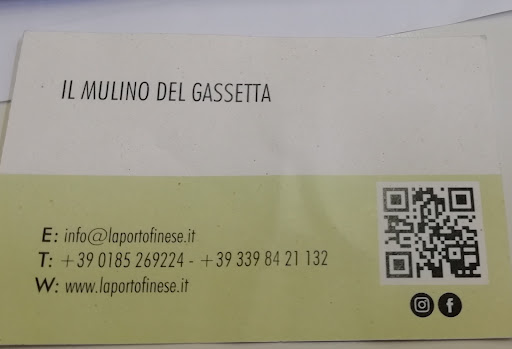 IL MULINO DEL GASSETTA
E: info@laportofinese.it
T: +39 0185 269224 - +39 339 84 21 132
W: www.laportofinese.it